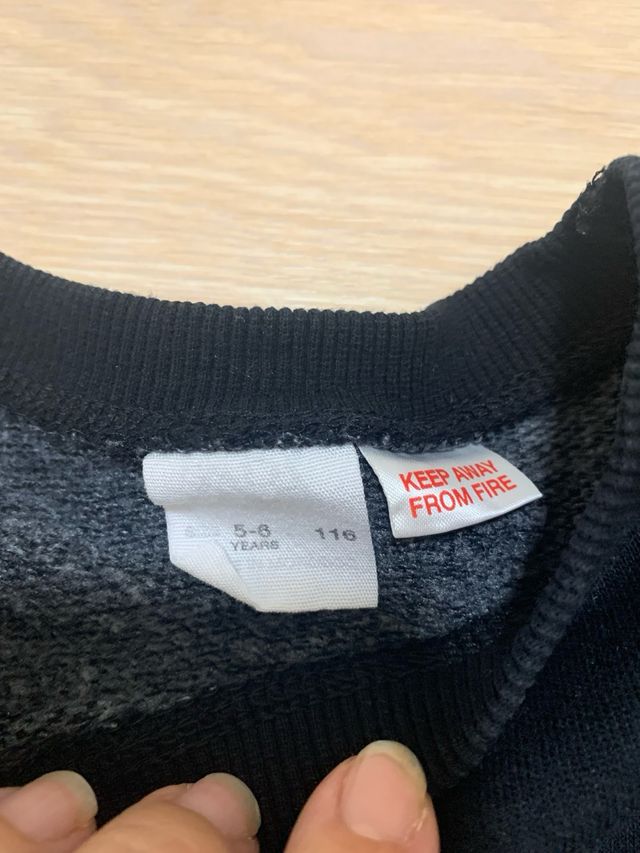 5-6 116
YEARS
KEEP AWAY
FROM FIRE